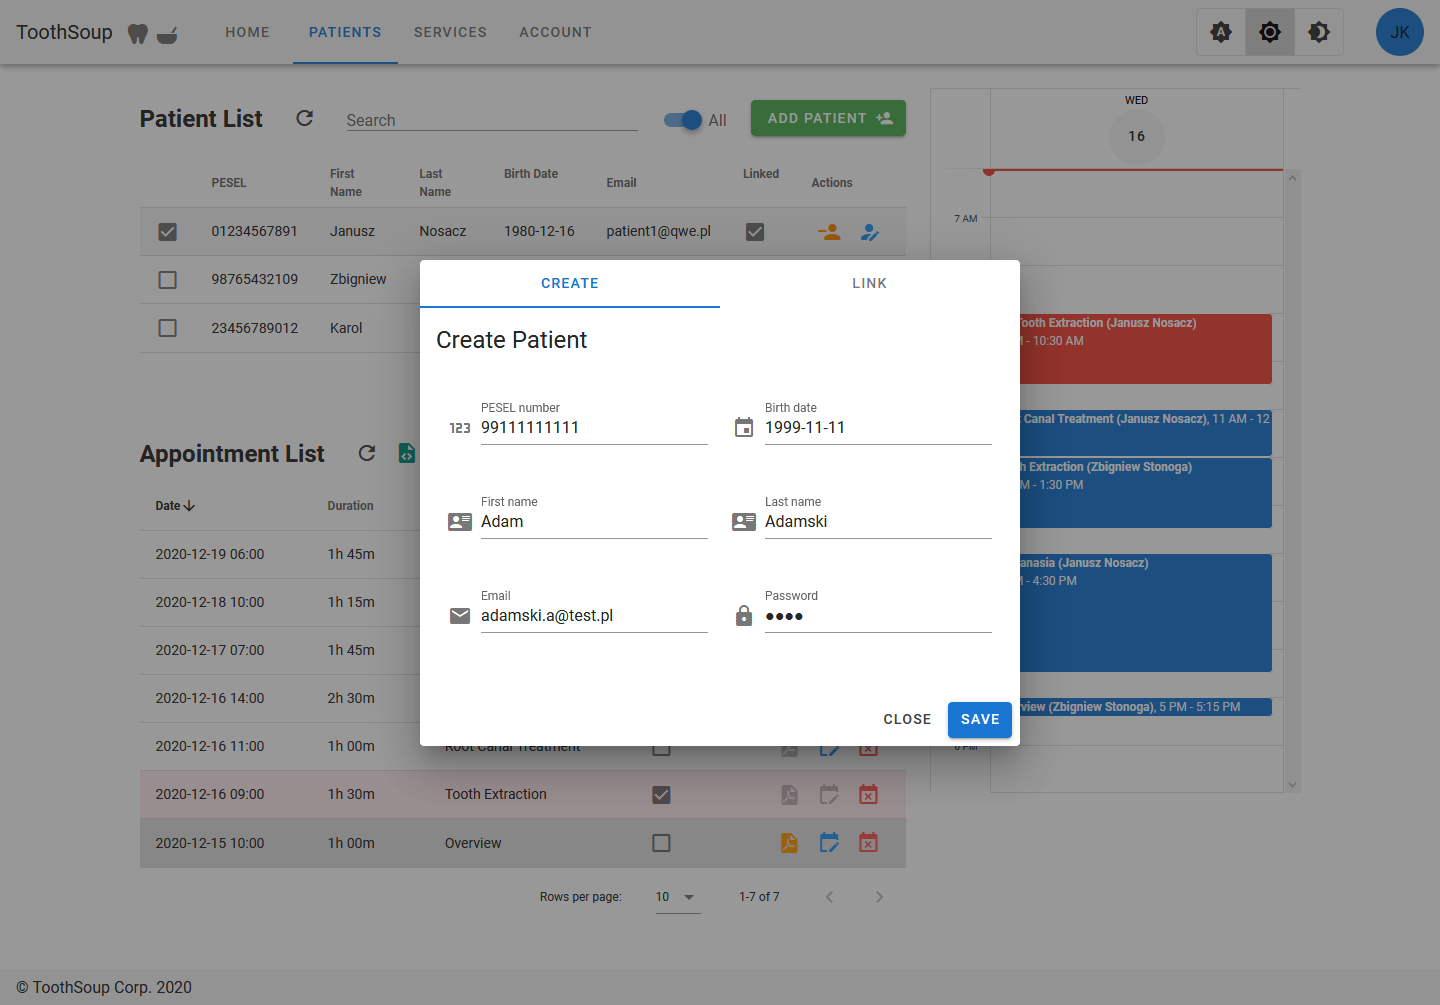 ToothSoup
HOME PATIENTS SERVICES ACCOUNT
A
JK
Patient List
Search
All
ADD PATIENT
WED
16
PESEL First Name Last Name Birth Date Email Linked Actions
01234567891 Janusz Nosacz 1980-12-16 patient1@qwe.pl
98765432109 Zbigniew
23456789012 Karol
7 AM
Tooth Extraction (Janusz Nosacz)
- 10:30 AM
Canal Treatment (Janusz Nosacz), 11 AM - 12
Extraction (Zbigniew Stonoga)
- 1:30 PM
(Janusz Nosacz)
- 4:30 PM
(Zbigniew Stonoga), 5 PM - 5:15 PM
CREATE LINK
Create Patient
PESEL number
123 99111111111
Birth date
1999-11-11
First name
Adam
Last name
Adamski
Email
adamski.a@test.pl
Password
●●●●
CLOSE SAVE
Appointment List
Date Duration
2020-12-19 06:00 1h 45m
2020-12-18 10:00 1h 15m
2020-12-17 07:00 1h 45m
2020-12-16 14:00 2h 30m
2020-12-16 11:00 1h 00m Root Canal Treatment
2020-12-16 09:00 1h 30m Tooth Extraction
2020-12-15 10:00 1h 00m Overview
Rows per page: 10 1-7 of 7
© ToothSoup Corp. 2020